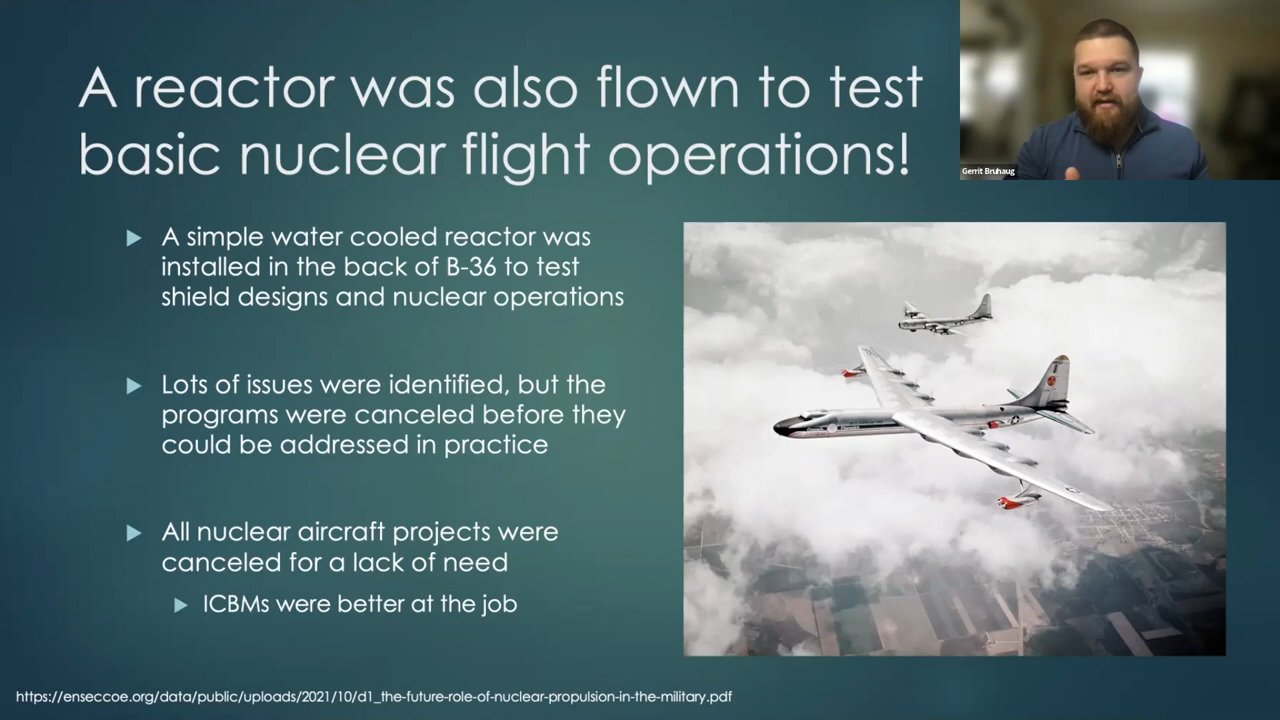 A reactor was also flown to test
basic nuclear flight operations!
Gerrit Bruhaug
A simple water cooled reactor was
installed in the back of B-36 to test
shield designs and nuclear operations
Lots of issues were identified, but the
programs were canceled before they
could be addressed in practice
All nuclear aircraft projects were
canceled for a lack of need
ICBMs were better at the job
https://enseccoe.org/data/public/uploads/2021/10/d1_the-future-role-of-nuclear-propulsion-in-the-military.pdf